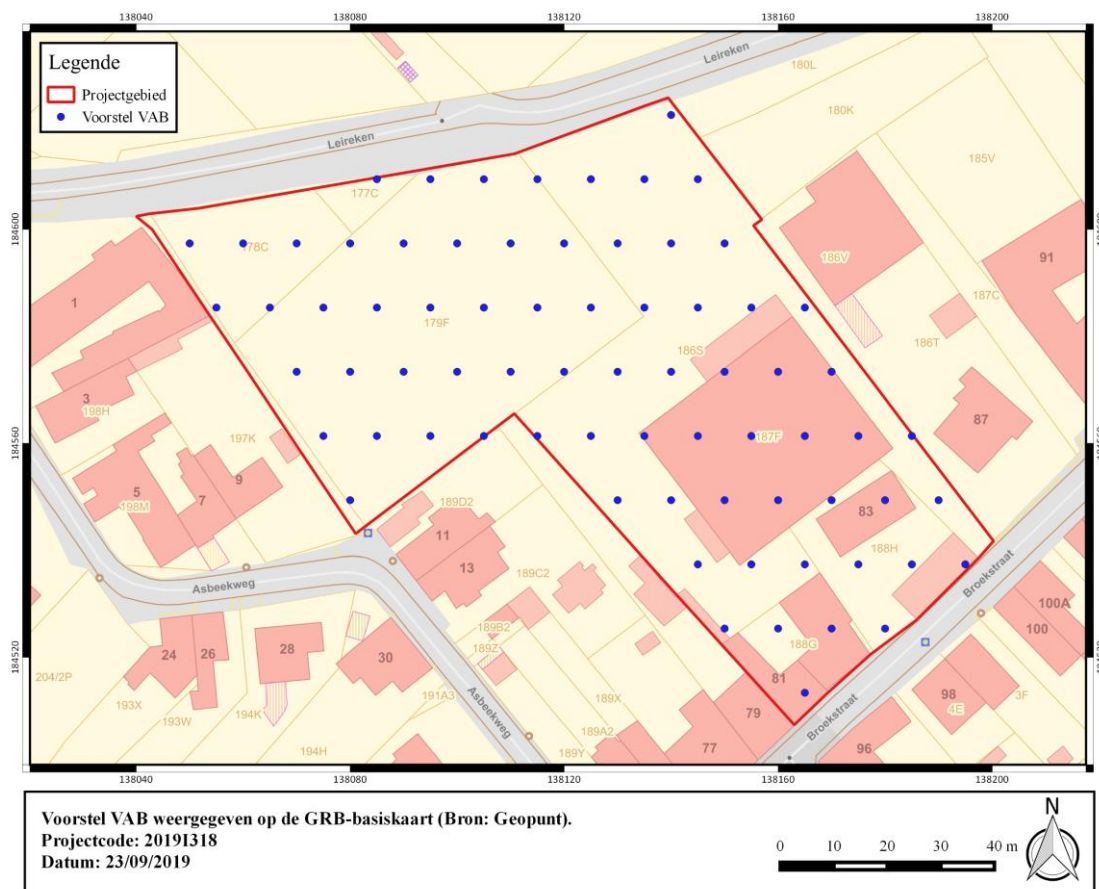 138040 138080 138120 138160 138200
Legende
Projectgebied
Voorstel VAB
Leireken
180L
180K
Leireken
185V
177C
184600
184600
178C
186V
91
187C
1
179F
186T
186S
3
198H
87
197K
187F
184560
184560
9
5
7
198M
189D2
83
11
188H
13
Asbeekweg
189C2
Broekstraat
100A
100
189B2
188G
184520
184520
24
26
28
30
189Z
81
98
204/2P
193X
191A3
189X
3F
4E
193W
194K
Asbeekweg
79
Broekstraat
189A2
77
96
194H
189Y
138040 138080 138120 138160 138200
Voorstel VAB weergegeven op de GRB-basiskaart (Bron: Geopunt).
Projectcode: 2019I318
Datum: 23/09/2019
0 10 20 30 40 m
N